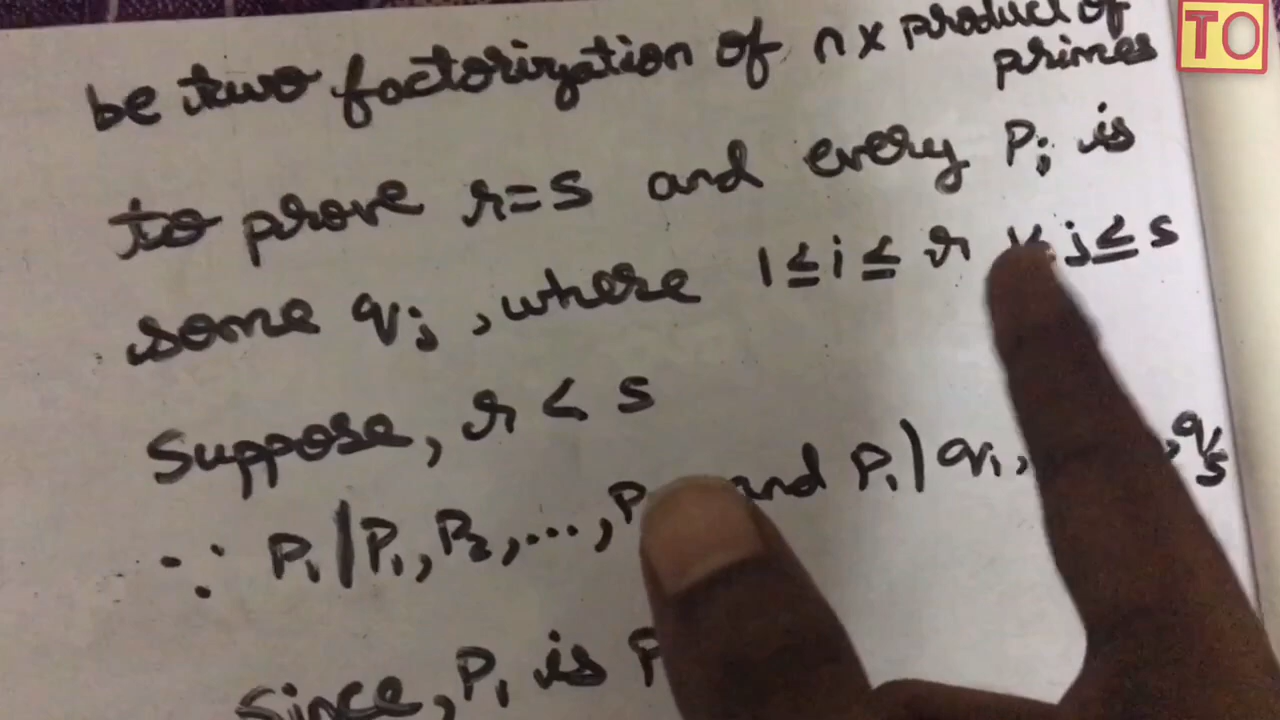 TO
be two factorization of n x product of
primes
to prove r=s and every Pi is
some qj, where 1≤i≤ r j≤s
Suppose, r < s
∵ P1/P1, P2, ..., P and P1/q1, , qs
Since, P1 is P